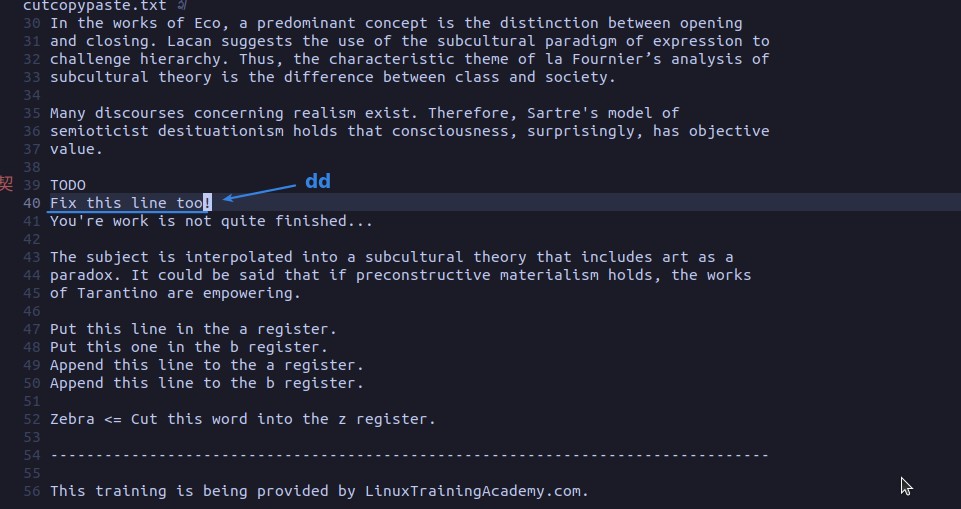 cutcopypaste.txt
30 In the works of Eco, a predominant concept is the distinction between opening
31 and closing. Lacan suggests the use of the subcultural paradigm of expression to
32 challenge hierarchy. Thus, the characteristic theme of la Fournier’s analysis of
33 subcultural theory is the difference between class and society.
34
35 Many discourses concerning realism exist. Therefore, Sartre's model of
36 semioticist desituationism holds that consciousness, surprisingly, has objective
37 value.
38
契 39 TODO
dd
40 Fix this line too!
41 You're work is not quite finished...
42
43 The subject is interpolated into a subcultural theory that includes art as a
44 paradox. It could be said that if preconstructive materialism holds, the works
45 of Tarantino are empowering.
46
47 Put this line in the a register.
48 Put this one in the b register.
49 Append this line to the a register.
50 Append this line to the b register.
51
52 Zebra <= Cut this word into the z register.
53
54 --------------------------------------------------------------------------------
55
56 This training is being provided by LinuxTrainingAcademy.com.